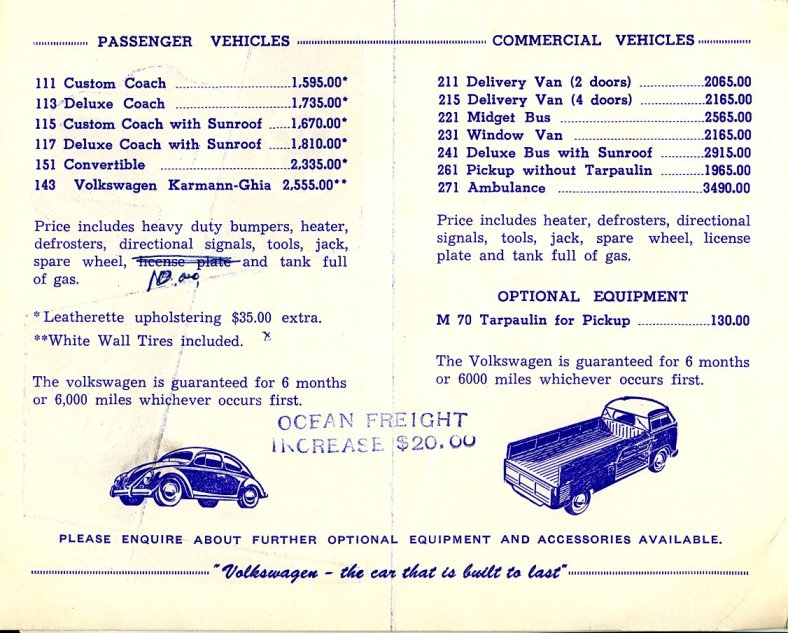 PASSENGER VEHICLES
111 Custom Coach 1,595.00*
113 Deluxe Coach 1,735.00*
115 Custom Coach with Sunroof 1,670.00*
117 Deluxe Coach with Sunroof 1,810.00*
151 Convertible 2,335.00*
143 Volkswagen Karmann-Ghia 2,555.00**
Price includes heavy duty bumpers, heater,
defrosters, directional signals, tools, jack,
spare wheel, license plate and tank full
of gas. 10.00
* Leatherette upholstering $35.00 extra.
**White Wall Tires included. x
The volkswagen is guaranteed for 6 months
or 6,000 miles whichever occurs first.
COMMERCIAL VEHICLES
211 Delivery Van (2 doors) 2065.00
215 Delivery Van (4 doors) 2165.00
221 Midget Bus 2565.00
231 Window Van 2165.00
241 Deluxe Bus with Sunroof 2915.00
261 Pickup without Tarpaulin 1965.00
271 Ambulance 3490.00
Price includes heater, defrosters, directional
signals, tools, jack, spare wheel, license
plate and tank full of gas.
OPTIONAL EQUIPMENT
M 70 Tarpaulin for Pickup 130.00
The Volkswagen is guaranteed for 6 months
or 6000 miles whichever occurs first.
OCEAN FREIGHT
INCREASE $20.00
PLEASE ENQUIRE ABOUT FURTHER OPTIONAL EQUIPMENT AND ACCESSORIES AVAILABLE.
"Volkswagen - the car that is built to last"